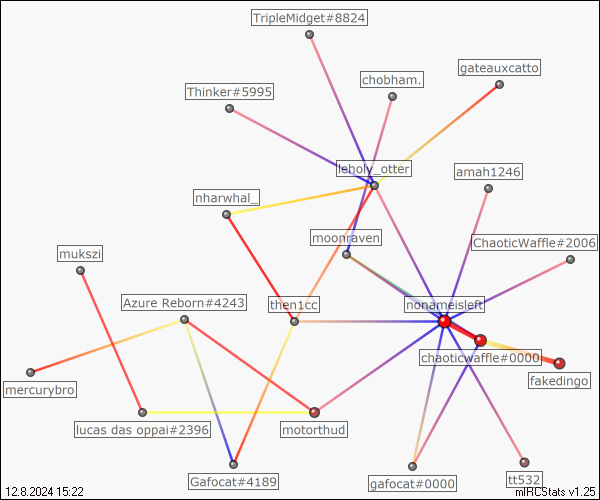 TripleMidget#8824
gateauxcatto
chobham.
Thinker#5995
leholy_otter
amah1246
nharwhal_
moonraven
ChaoticWaffle#2006
mukszi
Azure Reborn#4243
then1cc
nonameisleft
chaoticwaffle#0000
fakedingo
mercurybro
lucas das oppai#2396
motorthud
Gafocat#4189
gafocat#0000
tt532
12.8.2024 15:22
mIRCStats v1.25